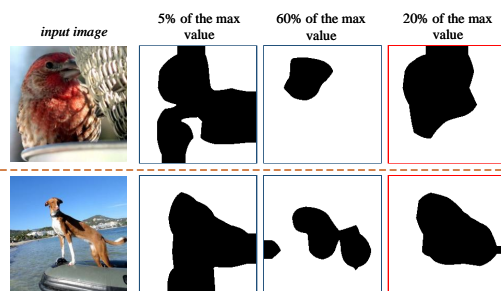 input image
5% of the max
value
60% of the max
value
20% of the max
value